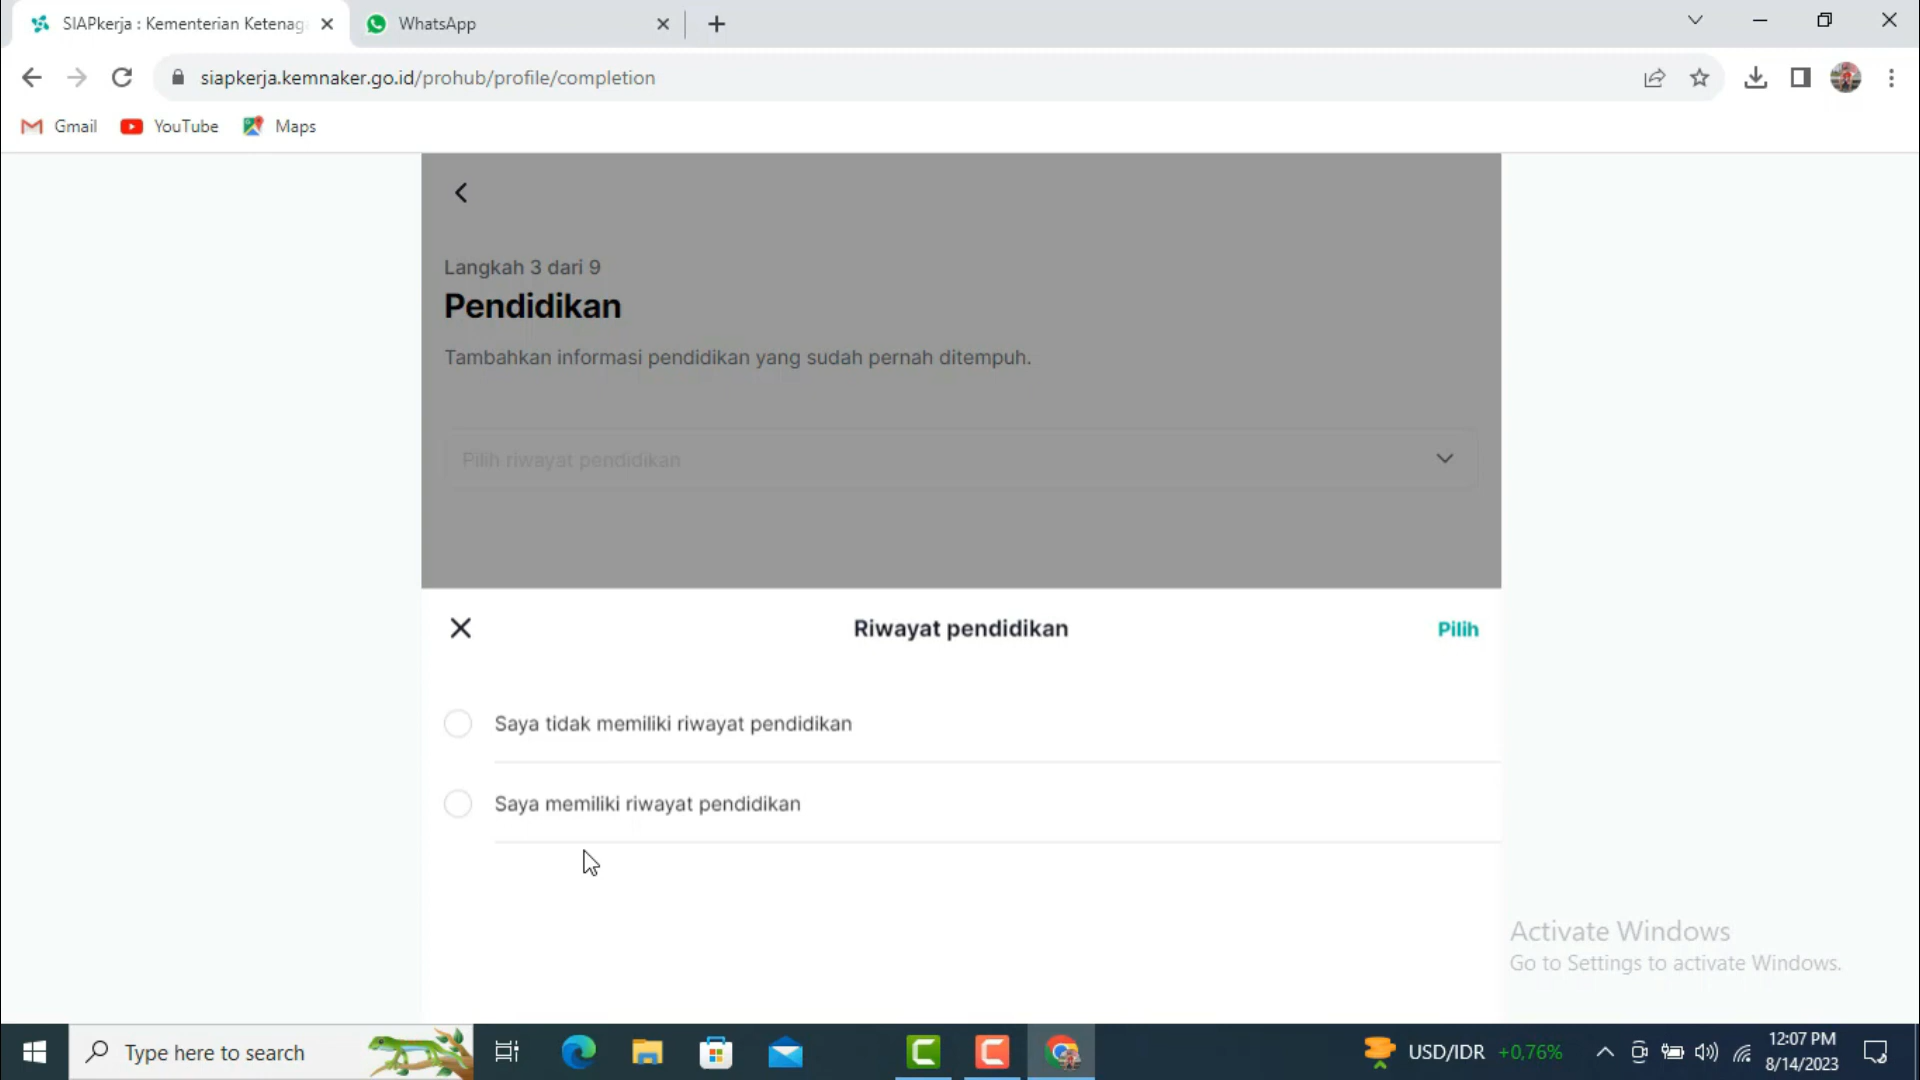 SIAPkerja : Kementerian Ketenag
WhatsApp
siapkerja.kemnaker.go.id/prohub/profile/completion
Gmail
YouTube
Maps
Langkah 3 dari 9
Pendidikan
Tambahkan informasi pendidikan yang sudah pernah ditempuh.
Pilih riwayat pendidikan
Riwayat pendidikan
Pilih
Saya tidak memiliki riwayat pendidikan
Saya memiliki riwayat pendidikan
Activate Windows
Go to Settings to activate Windows.
Type here to search
USD/IDR +0,76%
12:07 PM
8/14/2023